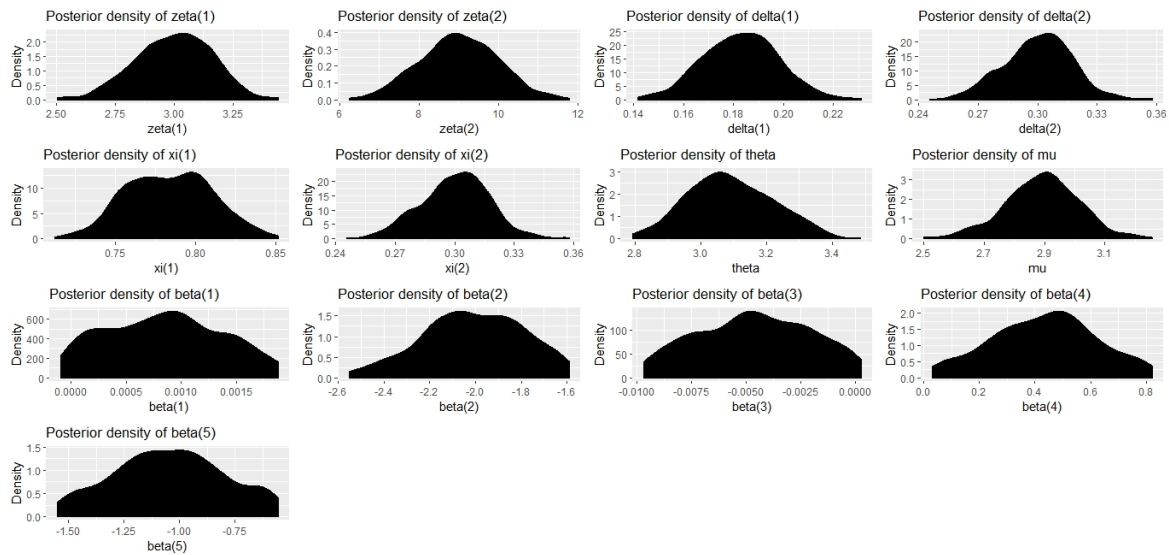 Posterior density of zeta(1)
Density
2.0
1.5
1.0
0.5
0.0
2.50 2.75 3.00 3.25
zeta(1)
Posterior density of zeta(2)
Density
0.4
0.3
0.2
0.1
0.0
6 8 10 12
zeta(2)
Posterior density of delta(1)
Density
25
20
15
10
5
0
0.14 0.16 0.18 0.20 0.22
delta(1)
Posterior density of delta(2)
Density
20
15
10
5
0
0.24 0.27 0.30 0.33 0.36
delta(2)
Posterior density of xi(1)
Density
10
5
0
0.75 0.80 0.85
xi(1)
Posterior density of xi(2)
Density
20
15
10
5
0
0.24 0.27 0.30 0.33 0.36
xi(2)
Posterior density of theta
Density
3
2
1
0
2.8 3.0 3.2 3.4
theta
Posterior density of mu
Density
3
2
1
0
2.5 2.7 2.9 3.1
mu
Posterior density of beta(1)
Density
600
400
200
0
0.0000 0.0005 0.0010 0.0015
beta(1)
Posterior density of beta(2)
Density
1.5
1.0
0.5
0.0
-2.6 -2.4 -2.2 -2.0 -1.8 -1.6
beta(2)
Posterior density of beta(3)
Density
100
50
0
-0.0100 -0.0075 -0.0050 -0.0025 0.0000
beta(3)
Posterior density of beta(4)
Density
2.0
1.5
1.0
0.5
0.0
0.0 0.2 0.4 0.6 0.8
beta(4)
Posterior density of beta(5)
Density
1.5
1.0
0.5
0.0
-1.50 -1.25 -1.00 -0.75
beta(5)